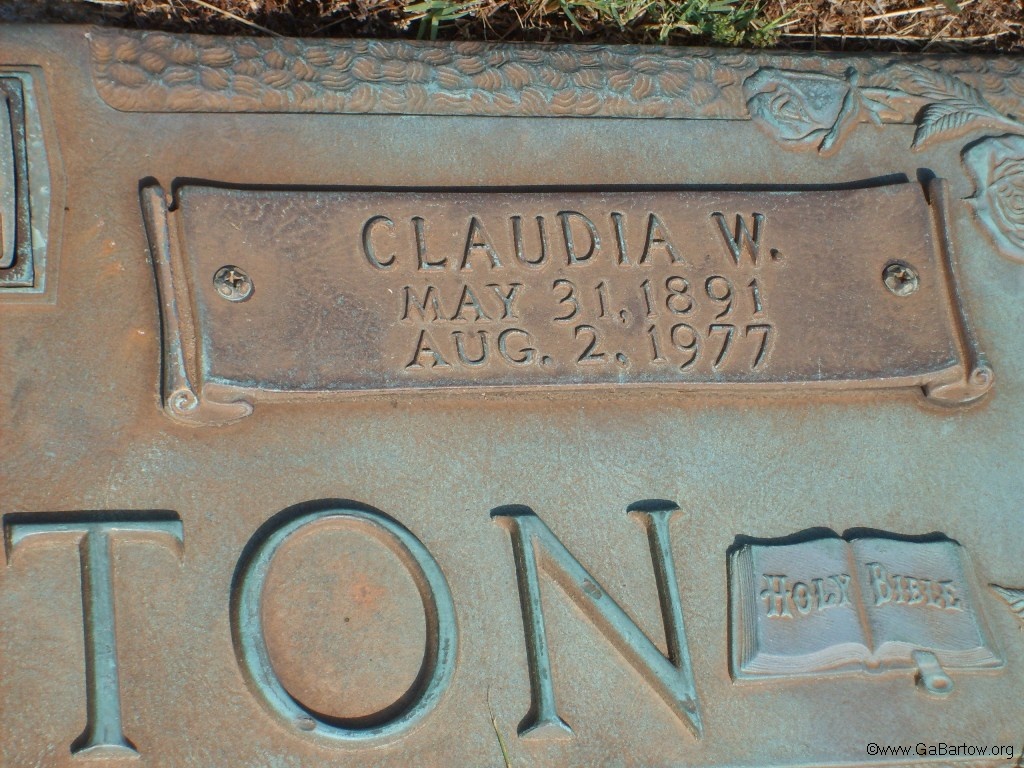 CLAUDIA W.
MAY 31, 1891
AUG. 2, 1977
TON
HOLY BIBLE
©www.GaBartow.org